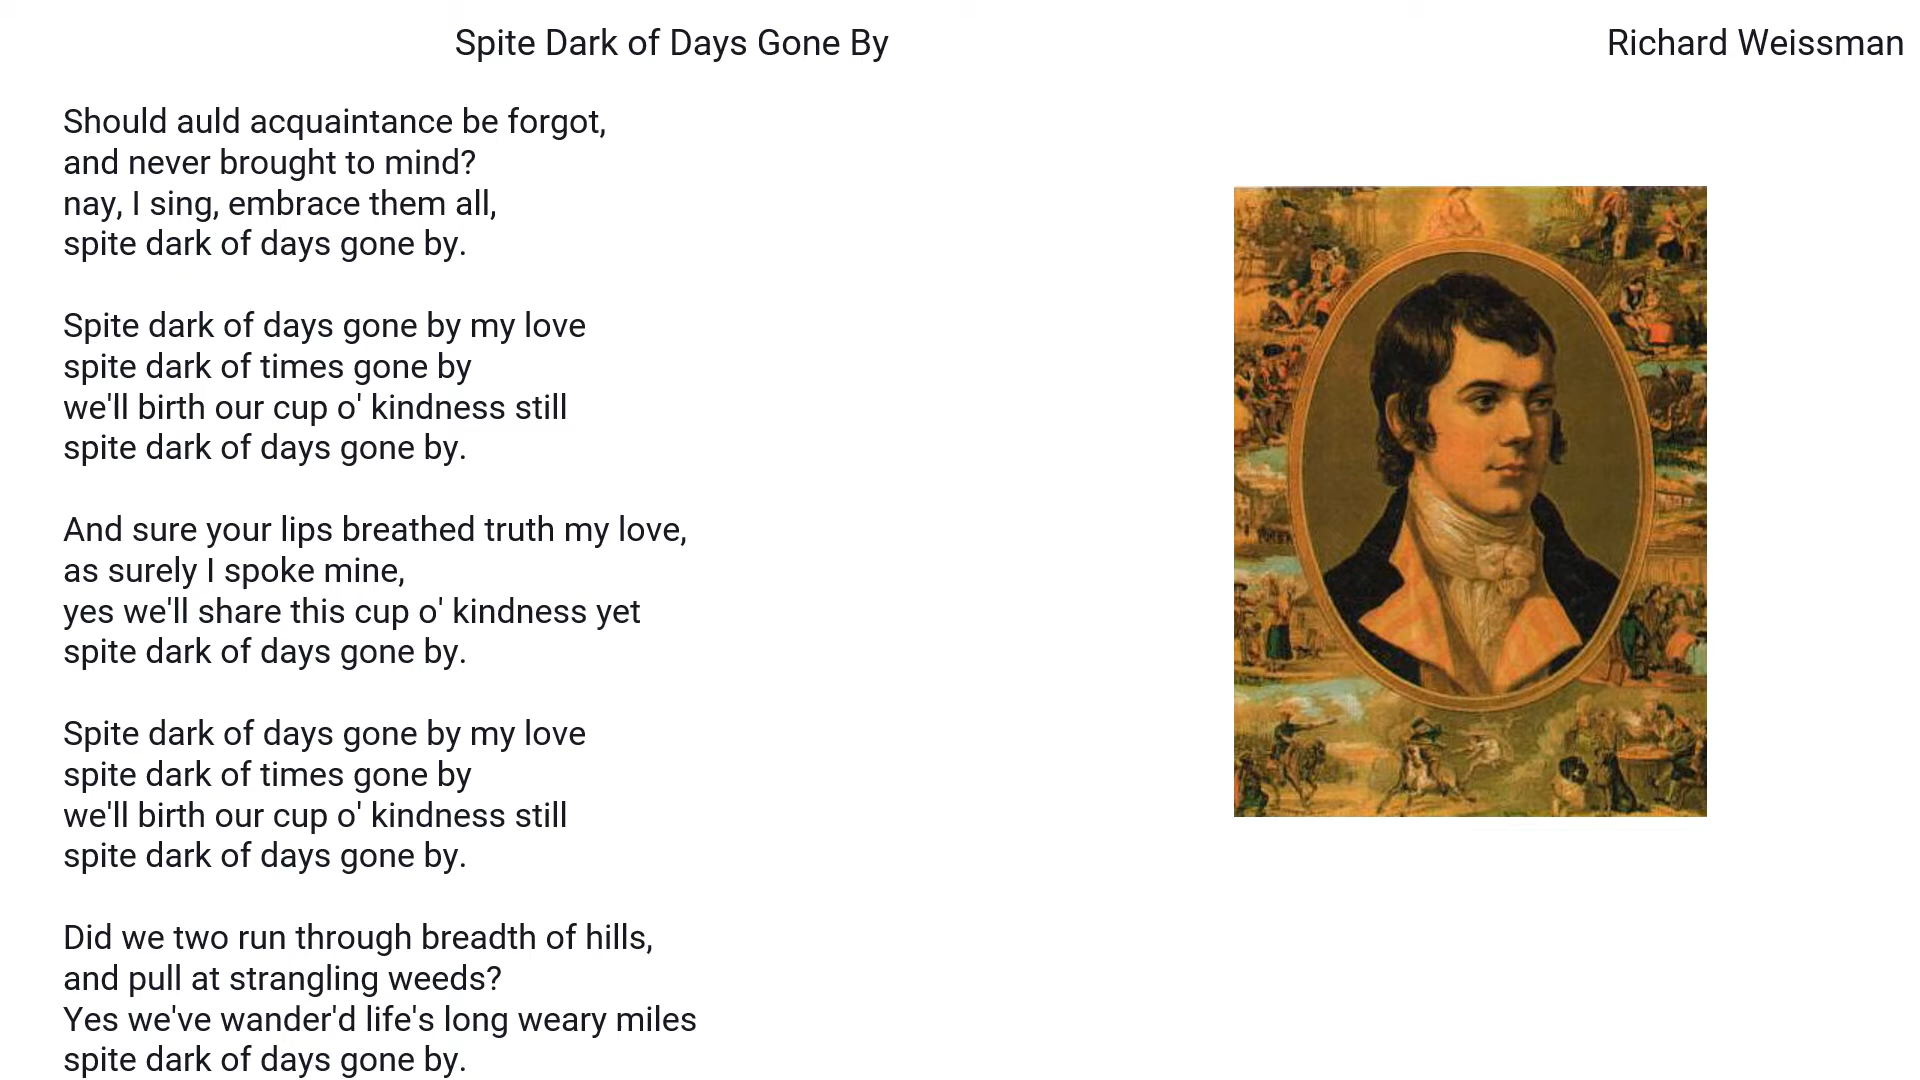 Spite Dark of Days Gone By
Richard Weissman
Should auld acquaintance be forgot,
and never brought to mind?
nay, I sing, embrace them all,
spite dark of days gone by.
Spite dark of days gone by my love
spite dark of times gone by
we'll birth our cup o' kindness still
spite dark of days gone by.
And sure your lips breathed truth my love,
as surely I spoke mine,
yes we'll share this cup o' kindness yet
spite dark of days gone by.
Spite dark of days gone by my love
spite dark of times gone by
we'll birth our cup o' kindness still
spite dark of days gone by.
Did we two run through breadth of hills,
and pull at strangling weeds?
Yes we've wander'd life's long weary miles
spite dark of days gone by.